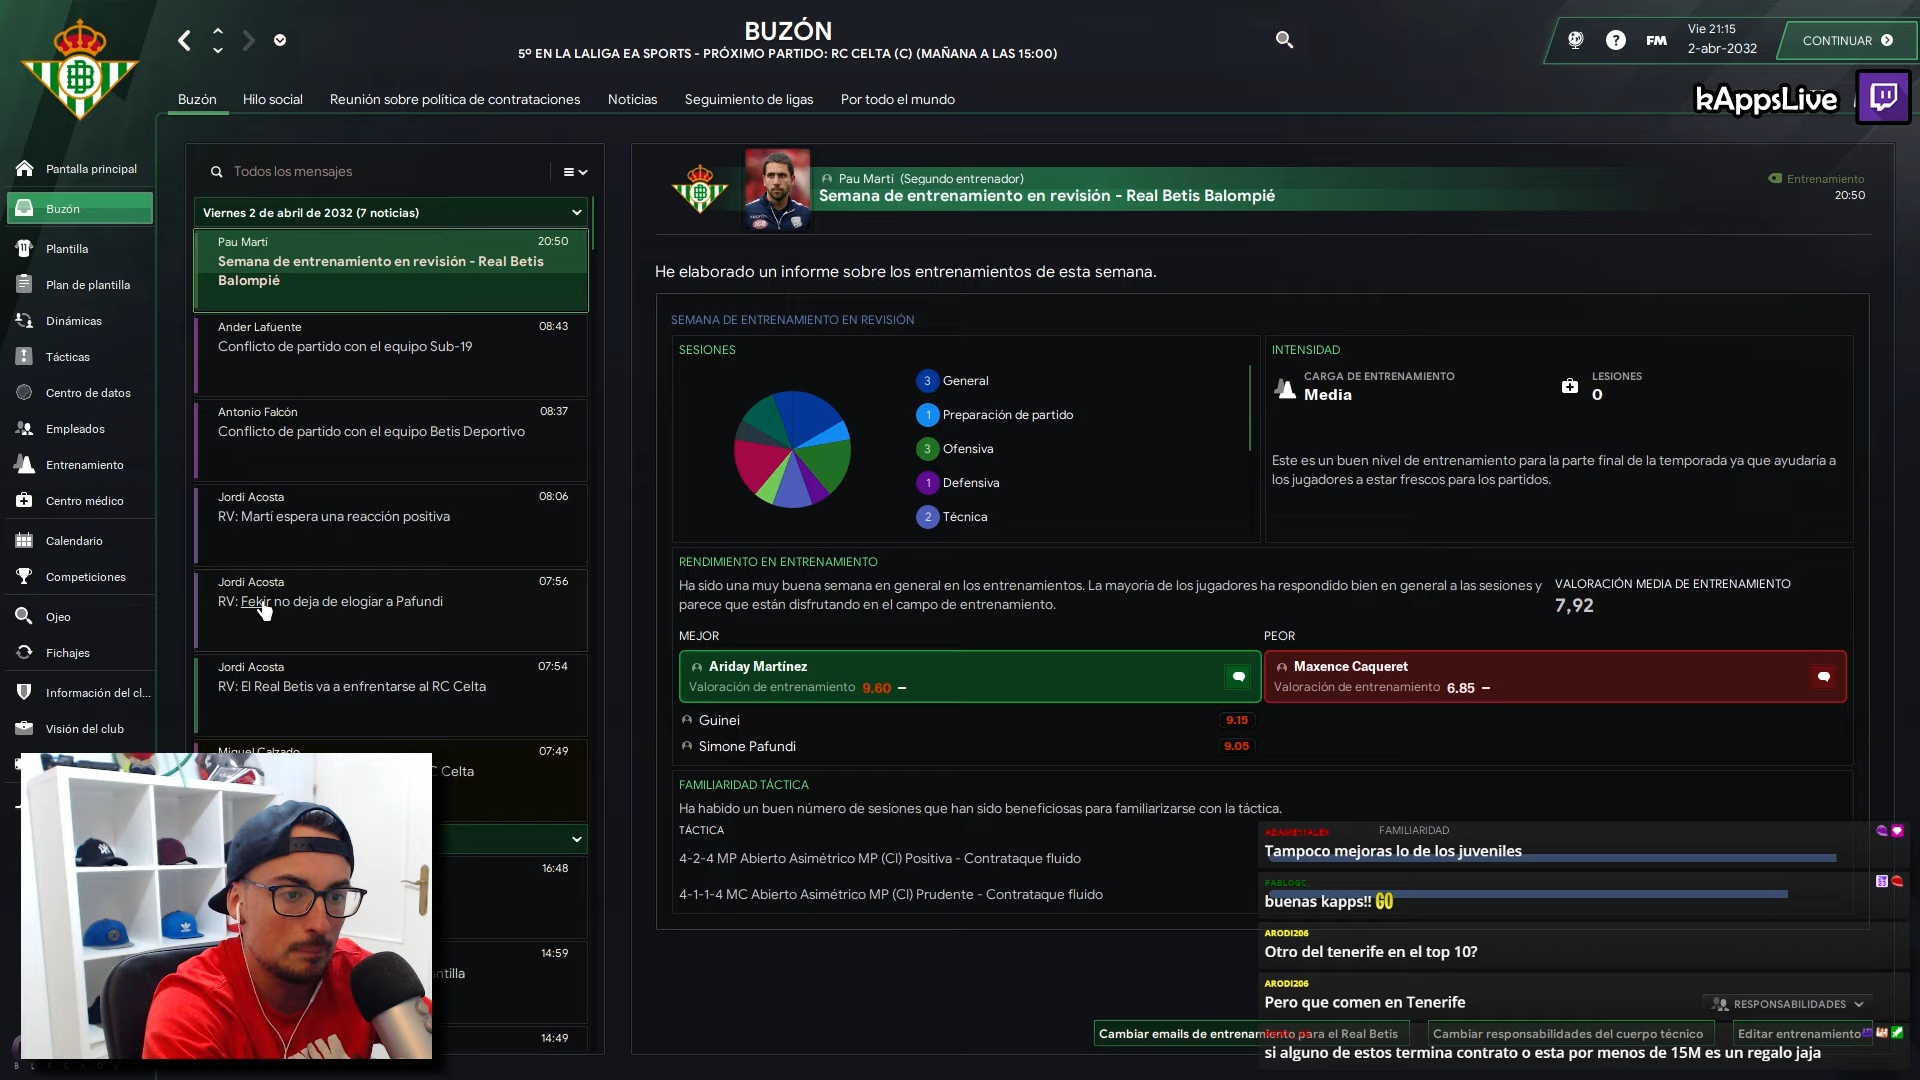 BUZÓN
5º EN LA LALIGA EA SPORTS - PRÓXIMO PARTIDO: RC CELTA (C) (MAÑANA A LAS 15:00)
FM
Vie 21:15
2-abr-2032
CONTINUAR
Buzón
Hilo social
Reunión sobre política de contrataciones
Noticias
Seguimiento de ligas
Por todo el mundo
kAppsLive
Pantalla principal
Buzón
Plantilla
Plan de plantilla
Dinámicas
Tácticas
Centro de datos
Empleados
Entrenamiento
Centro médico
Calendario
Competiciones
Ojeo
Fichajes
Información del cl...
Visión del club
Todos los mensajes
Viernes 2 de abril de 2032 (7 noticias)
Pau Martí 20:50
Semana de entrenamiento en revisión - Real Betis
Balompié
Ander Lafuente 08:43
Conflicto de partido con el equipo Sub-19
Antonio Falcón 08:37
Conflicto de partido con el equipo Betis Deportivo
Jordi Acosta 08:06
RV: Martí espera una reacción positiva
Jordi Acosta 07:56
RV: Fekir no deja de elogiar a Pafundi
Jordi Acosta 07:54
RV: El Real Betis va a enfrentarse al RC Celta
Miguel Calzado 07:49
C Celta
16:48
14:59
ntilla
14:49
Pau Martí (Segundo entrenador)
Semana de entrenamiento en revisión - Real Betis Balompié
Entrenamiento
20:50
He elaborado un informe sobre los entrenamientos de esta semana.
SEMANA DE ENTRENAMIENTO EN REVISIÓN
SESIONES
3 General
1 Preparación de partido
3 Ofensiva
1 Defensiva
2 Técnica
INTENSIDAD
CARGA DE ENTRENAMIENTO
Media
LESIONES
0
Este es un buen nivel de entrenamiento para la parte final de la temporada ya que ayudaría a
los jugadores a estar frescos para los partidos.
RENDIMIENTO EN ENTRENAMIENTO
Ha sido una muy buena semana en general en los entrenamientos. La mayoría de los jugadores ha respondido bien en general a las sesiones y
parece que están disfrutando en el campo de entrenamiento.
VALORACIÓN MEDIA DE ENTRENAMIENTO
7,92
MEJOR
Ariday Martínez
Valoración de entrenamiento 9.60 –
Guinei 9.15
Simone Pafundi 9.05
PEOR
Maxence Caqueret
Valoración de entrenamiento 6.85 –
FAMILIARIDAD TÁCTICA
Ha habido un buen número de sesiones que han sido beneficiosas para familiarizarse con la táctica.
TÁCTICA
FAMILIARIDAD
4-2-4 MP Abierto Asimétrico MP (CI) Positiva - Contrataque fluido
4-1-1-4 MC Abierto Asimétrico MP (CI) Prudente - Contrataque fluido
ADAME11ALEX
Tampoco mejoras lo de los juveniles
PABLOGC_
buenas kapps!! GO
ARODI206
Otro del tenerife en el top 10?
ARODI206
Pero que comen en Tenerife
RESPONSABILIDADES
Cambiar emails de entrenamiento para el Real Betis
Cambiar responsabilidades del cuerpo técnico
Editar entrenamiento
si alguno de estos termina contrato o esta por menos de 15M es un regalo jaja